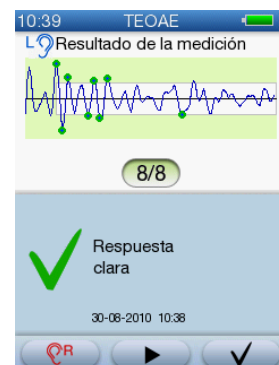 10:39 TEOAE
L Resultado de la medición
8/8
Respuesta
clara
30-08-2010 10:38
R